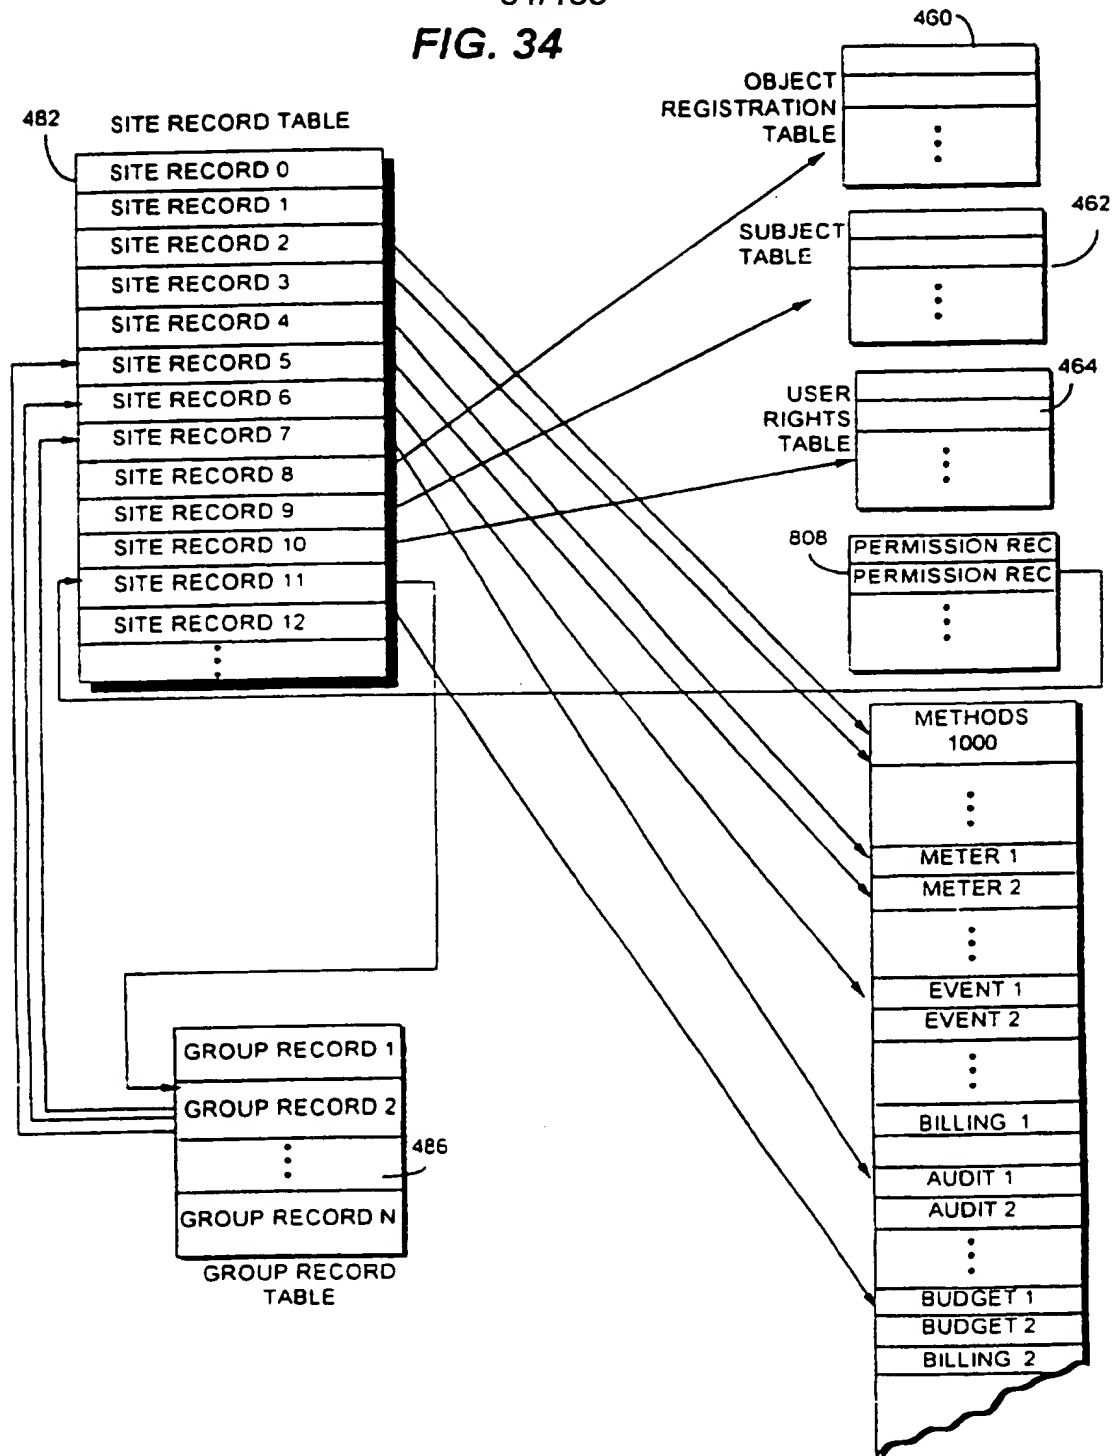 FIG. 34
482
SITE RECORD TABLE
SITE RECORD 0
SITE RECORD 1
SITE RECORD 2
SITE RECORD 3
SITE RECORD 4
SITE RECORD 5
SITE RECORD 6
SITE RECORD 7
SITE RECORD 8
SITE RECORD 9
SITE RECORD 10
SITE RECORD 11
SITE RECORD 12
460
OBJECT
REGISTRATION
TABLE
462
SUBJECT
TABLE
464
USER
RIGHTS
TABLE
808
PERMISSION REC
PERMISSION REC
METHODS
1000
METER 1
METER 2
EVENT 1
EVENT 2
BILLING 1
AUDIT 1
AUDIT 2
BUDGET 1
BUDGET 2
BILLING 2
GROUP RECORD 1
GROUP RECORD 2
486
GROUP RECORD N
GROUP RECORD
TABLE